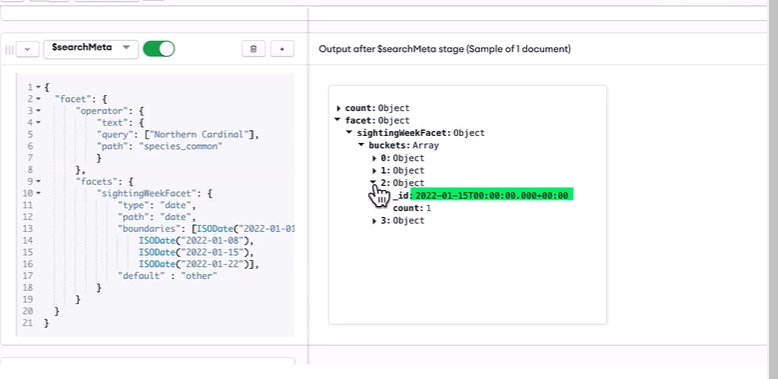 $searchMeta
Output after $searchMeta stage (Sample of 1 document)
1 {
2 "facet": {
3 "operator": {
4 "text": {
5 "query": ["Northern Cardinal"],
6 "path": "species_common"
7 }
8 },
9 "facets": {
10 "sightingWeekFacet": {
11 "type": "date",
12 "path": "date",
13 "boundaries": [ISODate("2022-01-01
14 ISODate("2022-01-08"),
15 ISODate("2022-01-15"),
16 ISODate("2022-01-22")],
17 "default" : "other"
18 }
19 }
20 }
21 }
count: Object
facet: Object
sightingWeekFacet: Object
buckets: Array
0: Object
1: Object
2: Object
_id: 2022-01-15T00:00:00.000+00:00
count: 1
3: Object